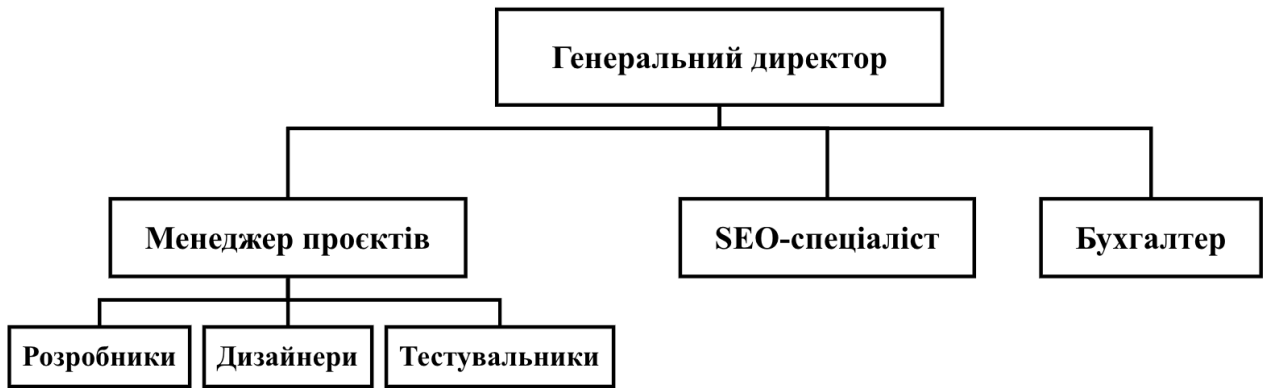 Генеральний директор
Менеджер проєктів
SEO-спеціаліст
Бухгалтер
Розробники
Дизайнери
Тестувальники